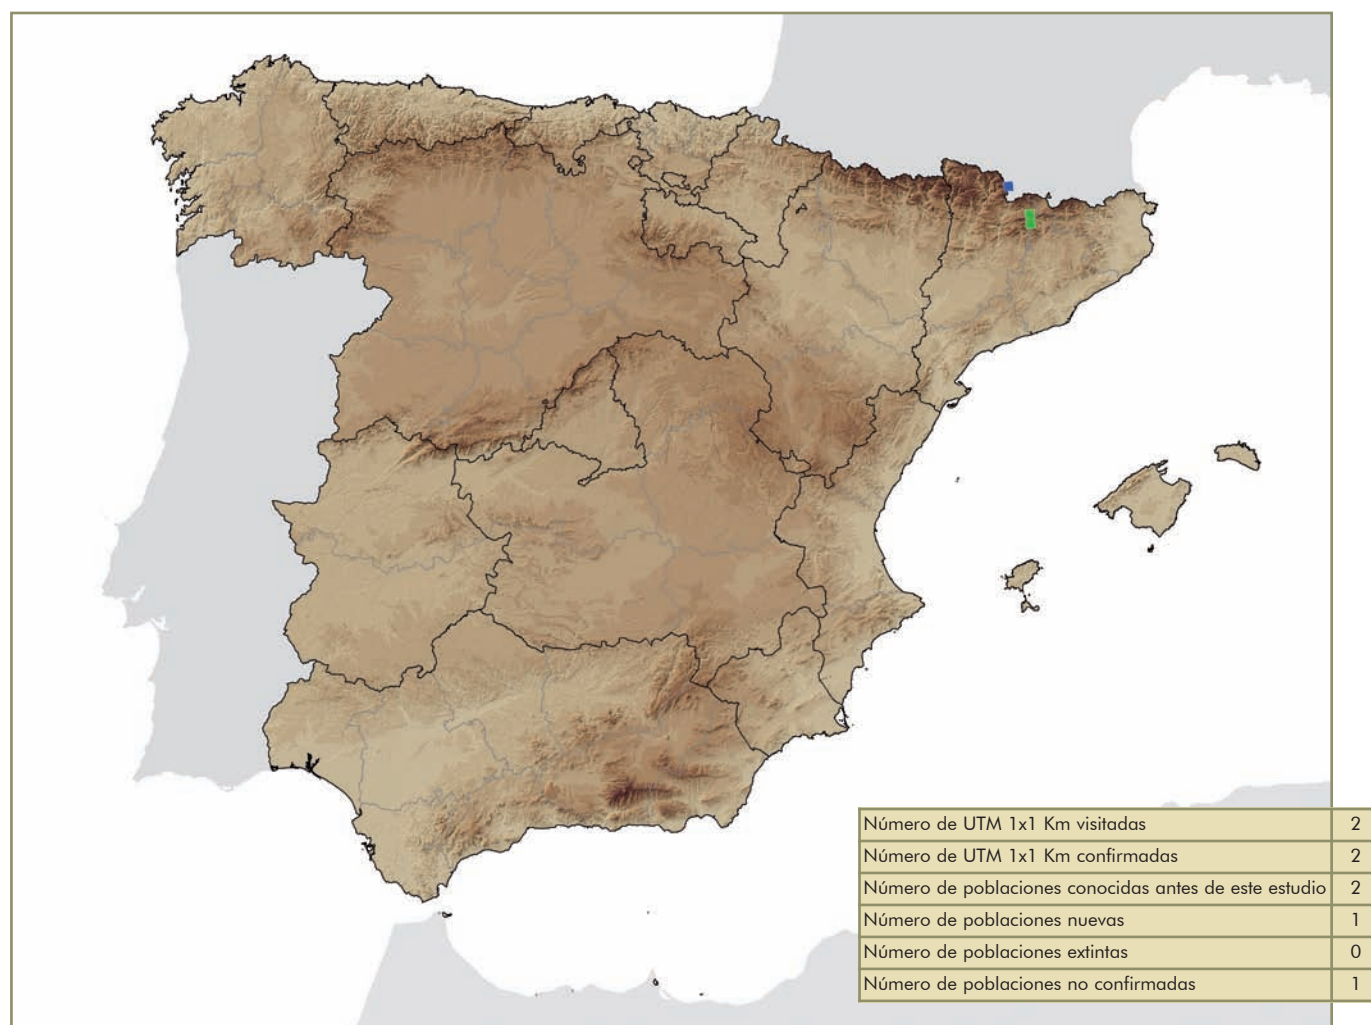 Número de UTM 1x1 Km visitadas 2
Número de UTM 1x1 Km confirmadas 2
Número de poblaciones conocidas antes de este estudio 2
Número de poblaciones nuevas 1
Número de poblaciones extintas 0
Número de poblaciones no confirmadas 1